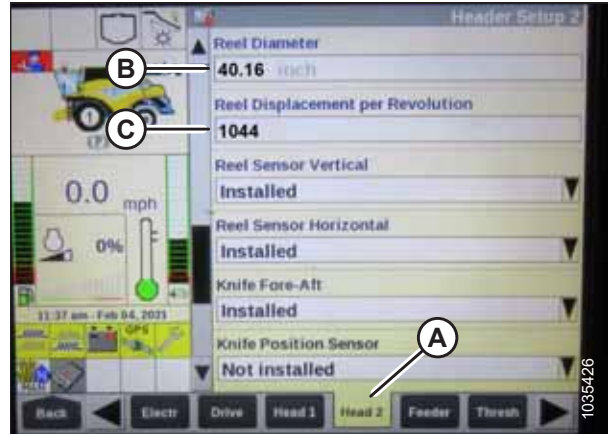 Header Setup 2
Reel Diameter
B
40.16 inch
Reel Displacement per Revolution
C
1044
Reel Sensor Vertical
Installed
Reel Sensor Horizontal
Installed
Knife Fore-Aft
Installed
Knife Position Sensor
Not installed
A
0.0 mph
0%
11:37 am Feb 04, 2021
GPS
Back
Electr
Drive
Head 1
Head 2
Feeder
Thresh
1035426